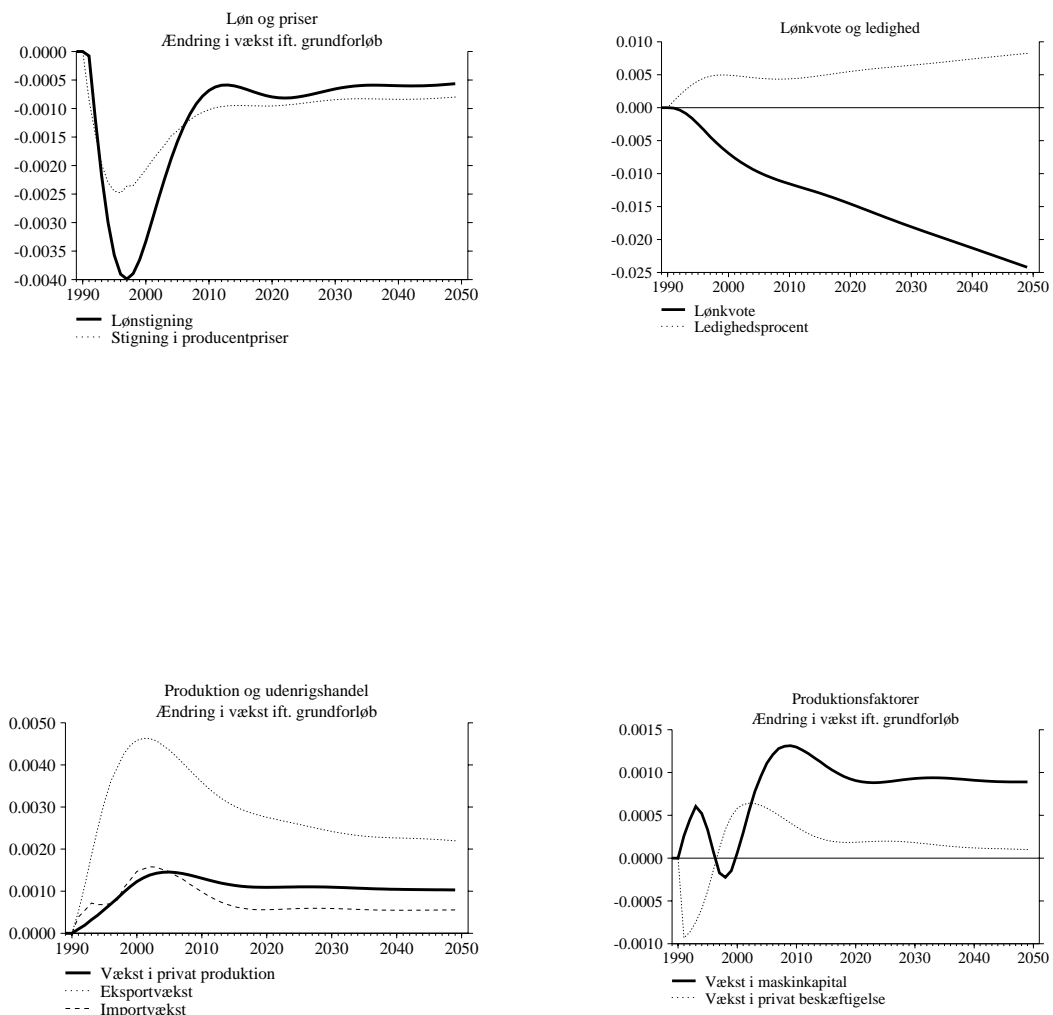 Løn og priser
Ændring i vækst ift. grundforløb
0.0000
-0.0005
-0.0010
-0.0015
-0.0020
-0.0025
-0.0030
-0.0035
-0.0040
1990 2000 2010 2020 2030 2040 2050
Lønstigning
Stigning i producentpriser
Lønkvote og ledighed
0.010
0.005
0.000
-0.005
-0.010
-0.015
-0.020
-0.025
1990 2000 2010 2020 2030 2040 2050
Lønkvote
Ledighedsprocent
Produktion og udenrigshandel
Ændring i vækst ift. grundforløb
0.0050
0.0040
0.0030
0.0020
0.0010
0.0000
1990 2000 2010 2020 2030 2040 2050
Vækst i privat produktion
Eksportvækst
Importvækst
Produktionsfaktorer
Ændring i vækst ift. grundforløb
0.0015
0.0010
0.0005
0.0000
-0.0005
-0.0010
1990 2000 2010 2020 2030 2040 2050
Vækst i maskinkapital
Vækst i privat beskæftigelse